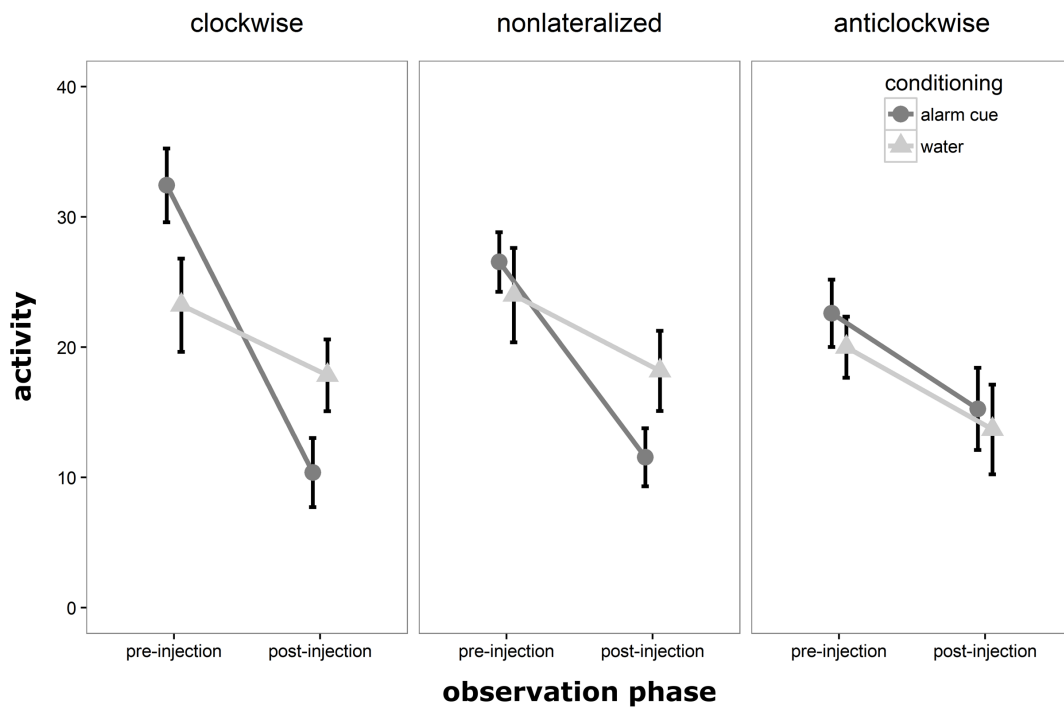 clockwise
nonlateralized
anticlockwise
conditioning
alarm cue
water
activity
40
30
20
10
0
pre-injection post-injection
pre-injection post-injection
pre-injection post-injection
observation phase